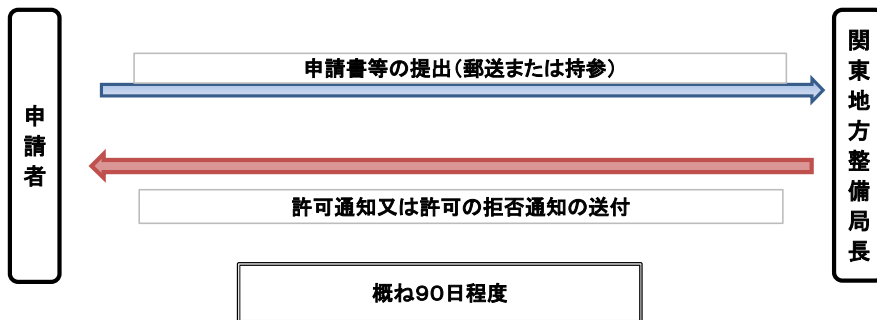 申請者
申請書等の提出（郵送または持参）
許可通知又は許可の拒否通知の送付
概ね90日程度
関東地方整備局長